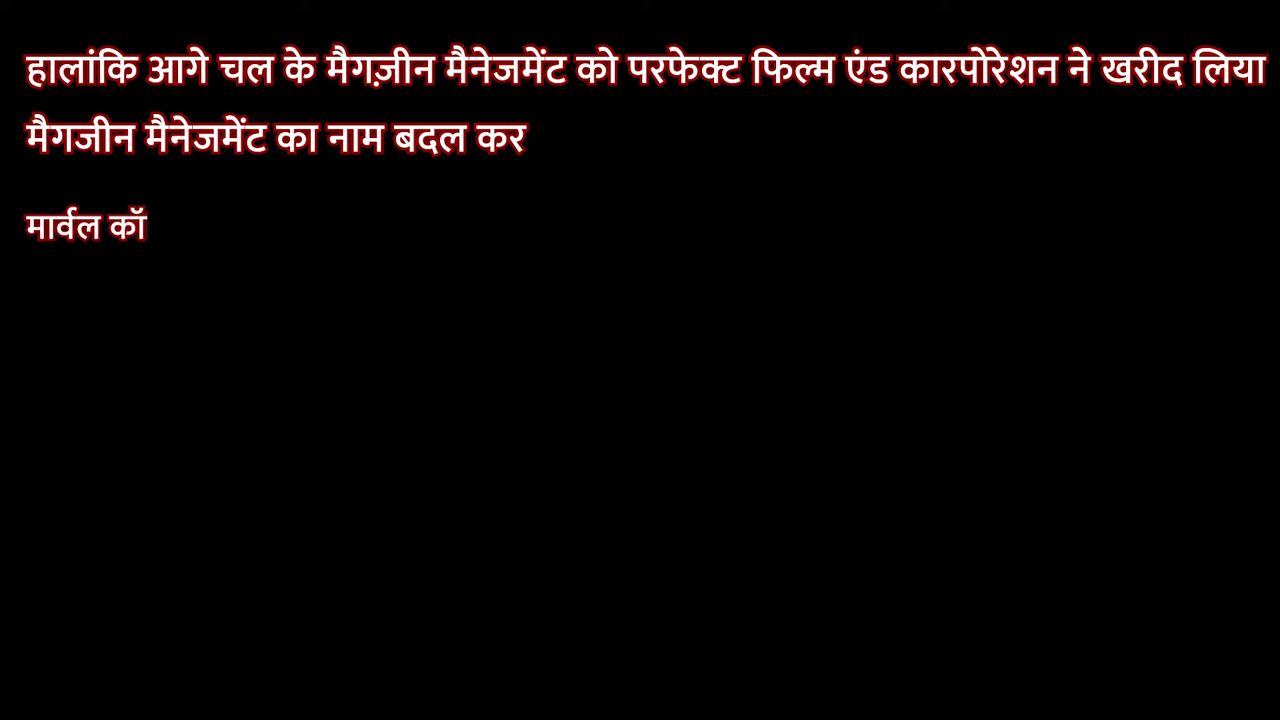 हालांकि आगे चल के मैगज़ीन मैनेजमेंट को परफेक्ट फिल्म एंड कारपोरेशन ने खरीद लिया
मैगजीन मैनेजमेंट का नाम बदल कर
मार्वल कॉ